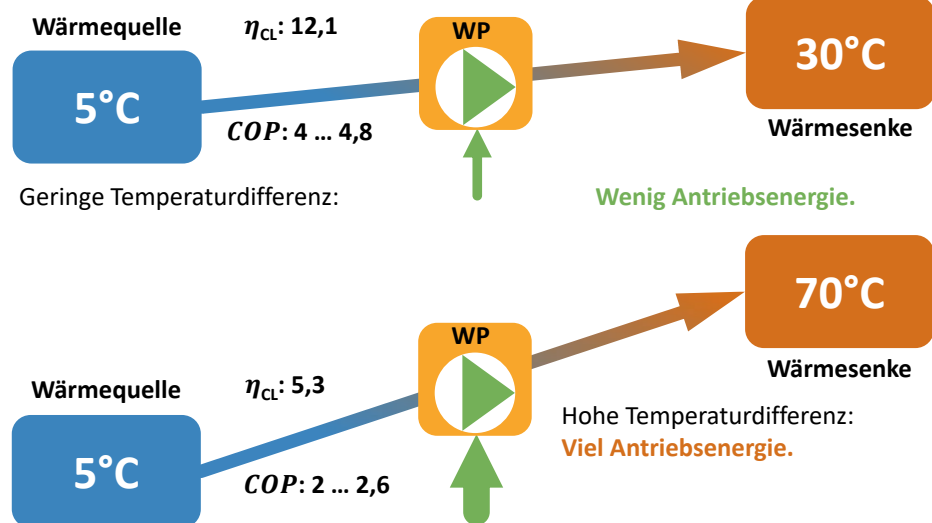 Wärmequelle
η_CL: 12,1
WP
30°C
5°C
COP: 4 … 4,8
Wärmesenke
Geringe Temperaturdifferenz:
Wenig Antriebsenergie.
70°C
WP
Wärmesenke
Wärmequelle
η_CL: 5,3
Hohe Temperaturdifferenz:
Viel Antriebsenergie.
5°C
COP: 2 … 2,6